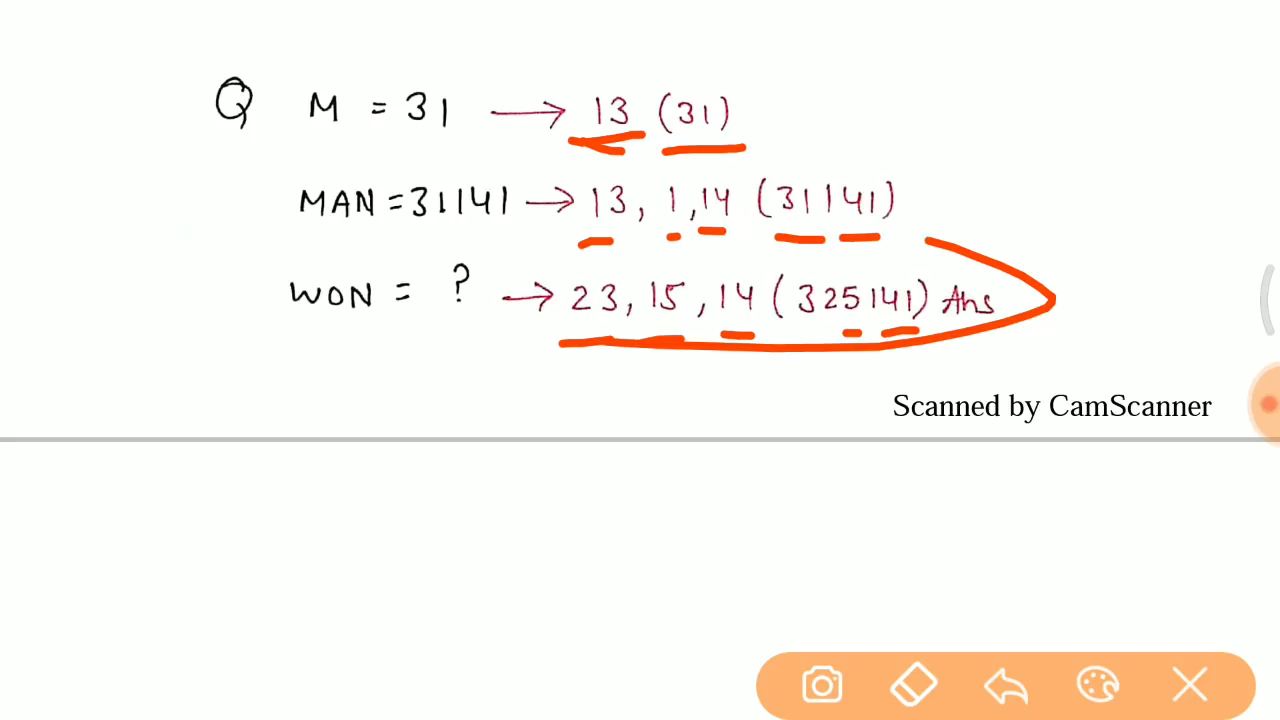 Q M = 31 → 13 (31)
MAN = 31141 → 13, 1, 14 (31141)
WON = ? → 23, 15, 14 (325141) Ans
Scanned by CamScanner